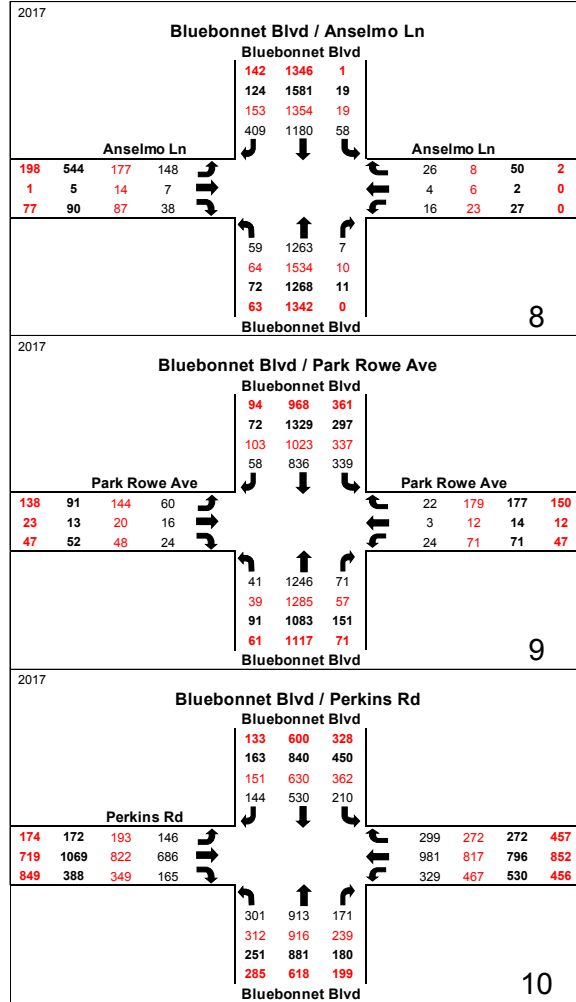 2017
Bluebonnet Blvd / Anselmo Ln
Bluebonnet Blvd
142 1346 1
124 1581 19
153 1354 19
409 1180 58
Anselmo Ln Anselmo Ln
198 544 177 148 26 8 50 2
1 5 14 7 4 6 2 0
77 90 87 38 16 23 27 0
59 1263 7
64 1534 10
72 1268 11
63 1342 0
Bluebonnet Blvd
8
2017
Bluebonnet Blvd / Park Rowe Ave
Bluebonnet Blvd
94 968 361
72 1329 297
103 1023 337
58 836 339
Park Rowe Ave Park Rowe Ave
138 91 144 60 22 179 177 150
23 13 20 16 3 12 14 12
47 52 48 24 24 71 71 47
41 1246 71
39 1285 57
91 1083 151
61 1117 71
Bluebonnet Blvd
9
2017
Bluebonnet Blvd / Perkins Rd
Bluebonnet Blvd
133 600 328
163 840 450
151 630 362
144 530 210
Perkins Rd
174 172 193 146 299 272 272 457
719 1069 822 686 981 817 796 852
849 388 349 165 329 467 530 456
301 913 171
312 916 239
251 881 180
285 618 199
Bluebonnet Blvd
10